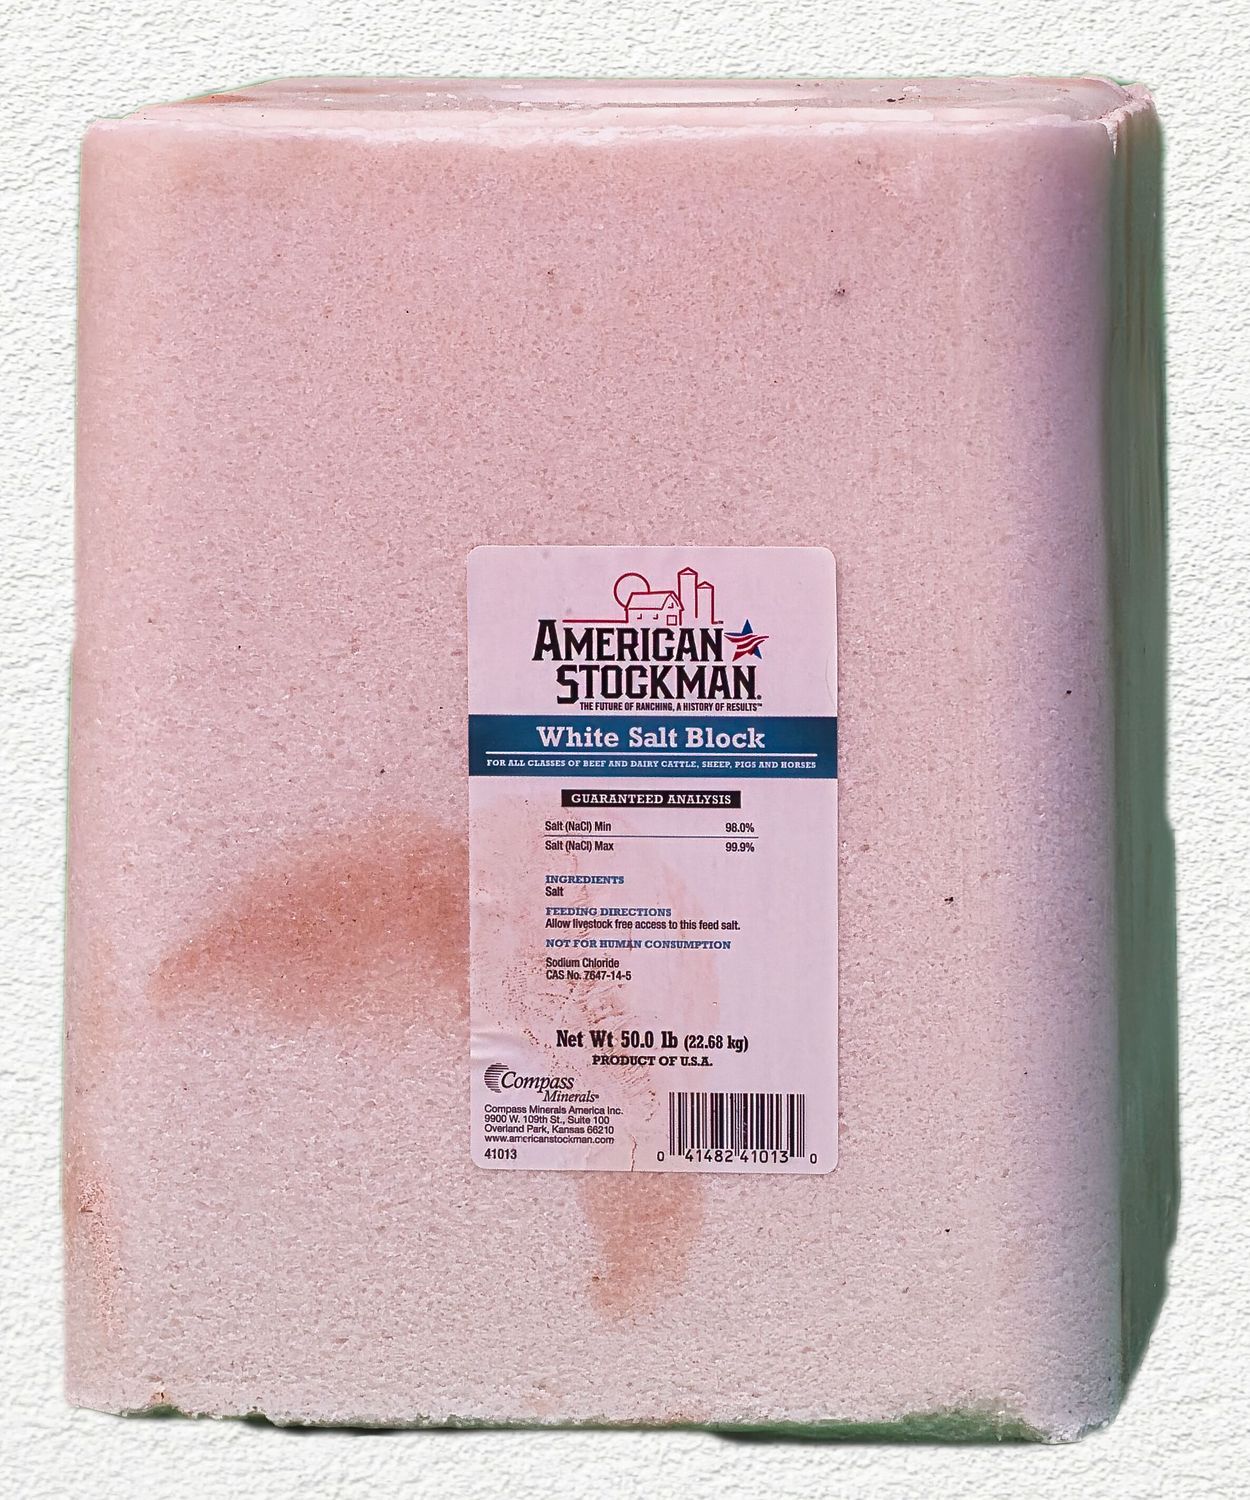 AMERICAN
STOCKMAN.
THE FUTURE OF RANCHING, A HISTORY OF RESULTS™
White Salt Block
FOR ALL CLASSES OF BEEF AND DAIRY CATTLE, SHEEP, PIGS AND HORSES
GUARANTEED ANALYSIS
Salt (NaCl) Min 98.0%
Salt (NaCl) Max 99.9%
INGREDIENTS
Salt
FEEDING DIRECTIONS
Allow livestock free access to this feed salt.
NOT FOR HUMAN CONSUMPTION
Sodium Chloride
CAS No. 7647-14-5
Net Wt 50.0 lb (22.68 kg)
PRODUCT OF U.S.A.
Compass
Minerals®
Compass Minerals America Inc.
9900 W. 109th St., Suite 100
Overland Park, Kansas 66210
www.americanstockman.com
41013
0 41482 41013 0